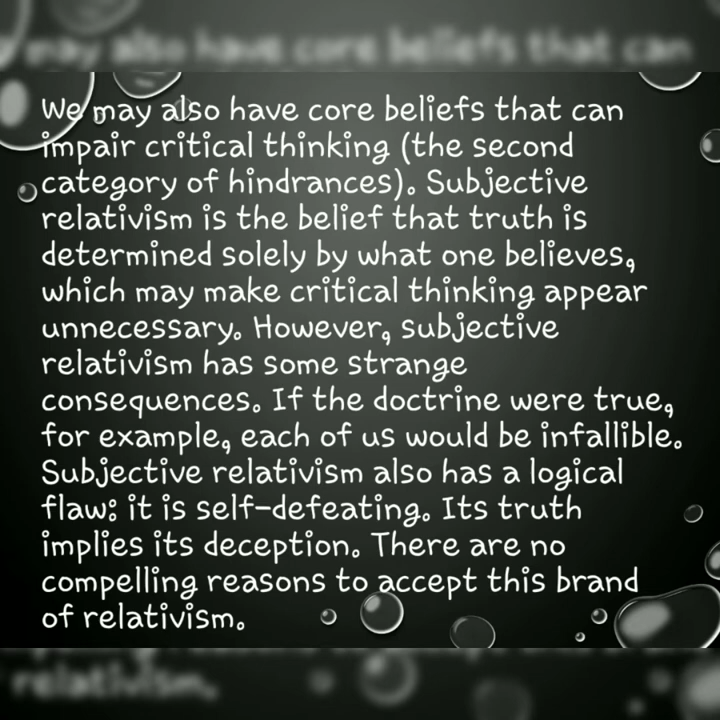 We may also have core beliefs that can
impair critical thinking (the second
category of hindrances). Subjective
relativism is the belief that truth is
determined solely by what one believes,
which may make critical thinking appear
unnecessary. However, subjective
relativism has some strange
consequences. If the doctrine were true,
for example, each of us would be infallible.
Subjective relativism also has a logical
flaw: it is self-defeating. Its truth
implies its deception. There are no
compelling reasons to accept this brand
of relativism.